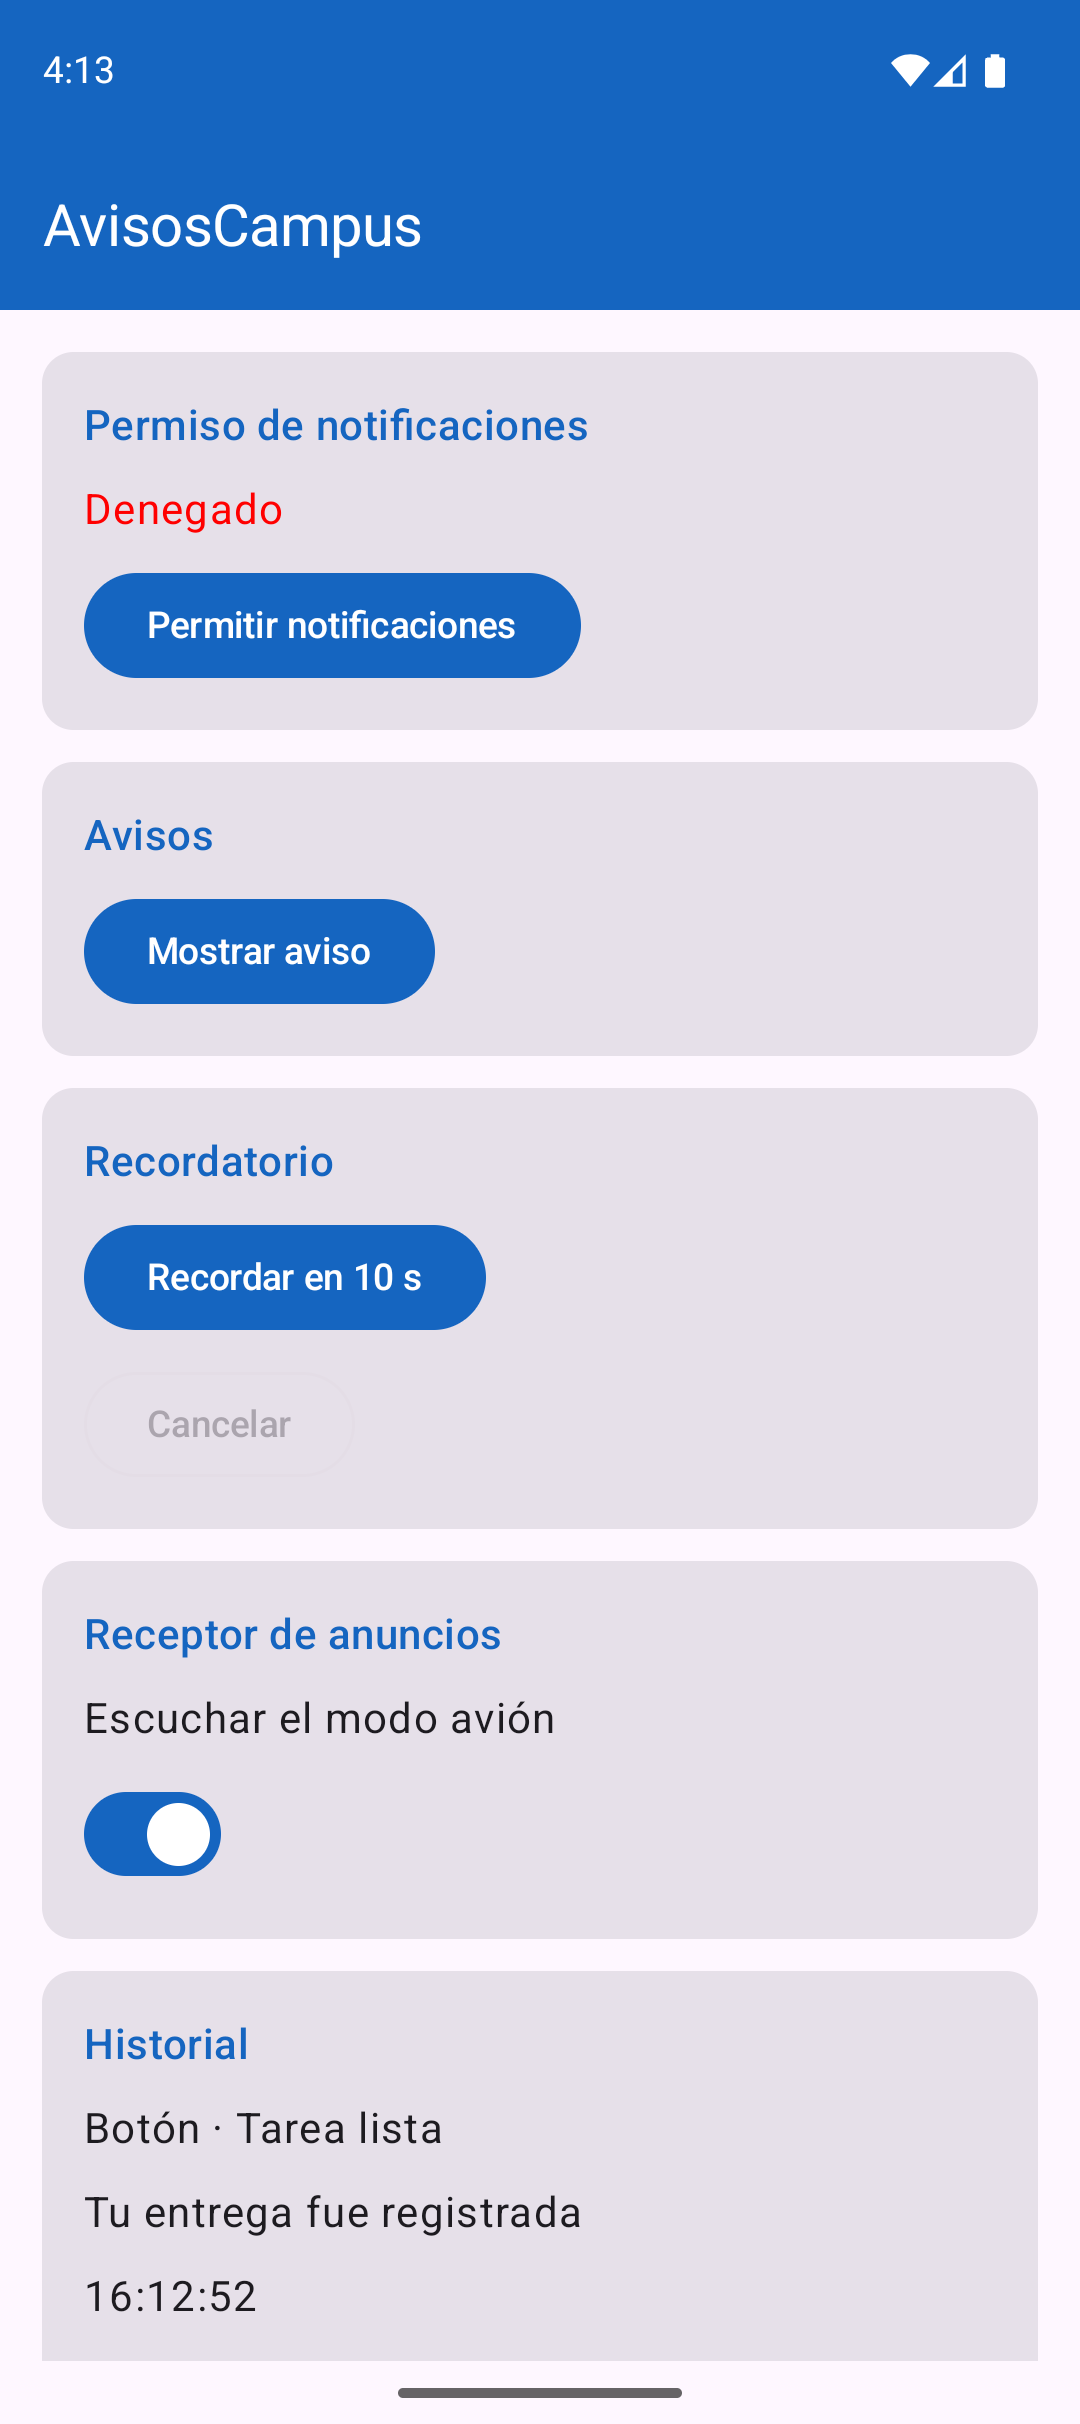 4:13
AvisosCampus
Permiso de notificaciones
Denegado
Permitir notificaciones
Avisos
Mostrar aviso
Recordatorio
Recordar en 10 s
Cancelar
Receptor de anuncios
Escuchar el modo avión
Historial
Botón · Tarea lista
Tu entrega fue registrada
16:12:52